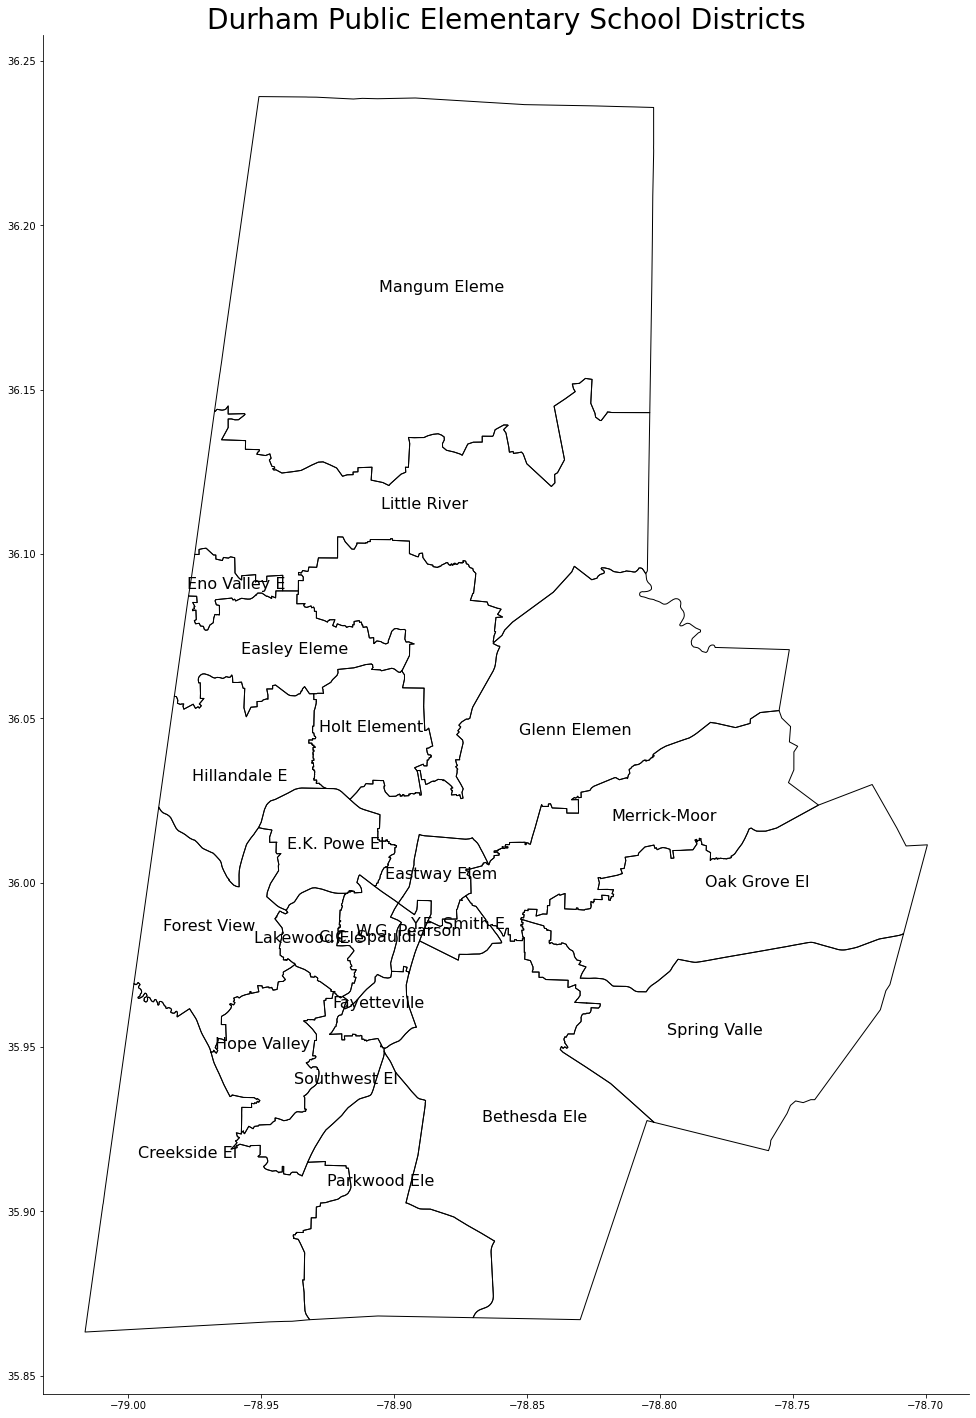 Durham Public Elementary School Districts
36.25
36.20
Mangum Eleme
36.15
Little River
36.10
Eno Valley E
Easley Eleme
36.05
Holt Element
Glenn Elemen
Hillandale E
Merrick-Moor
E.K. Powe El
Eastway Elem
36.00
Oak Grove El
Forest View
Lakewood Ele
C.C. Spauldi
W.G. Pearson
Y.E. Smith E
Fayetteville
Spring Valle
35.95
Hope Valley
Southwest El
Bethesda Ele
Creekside El
Parkwood Ele
35.90
35.85
−79.00 −78.95 −78.90 −78.85 −78.80 −78.75 −78.70